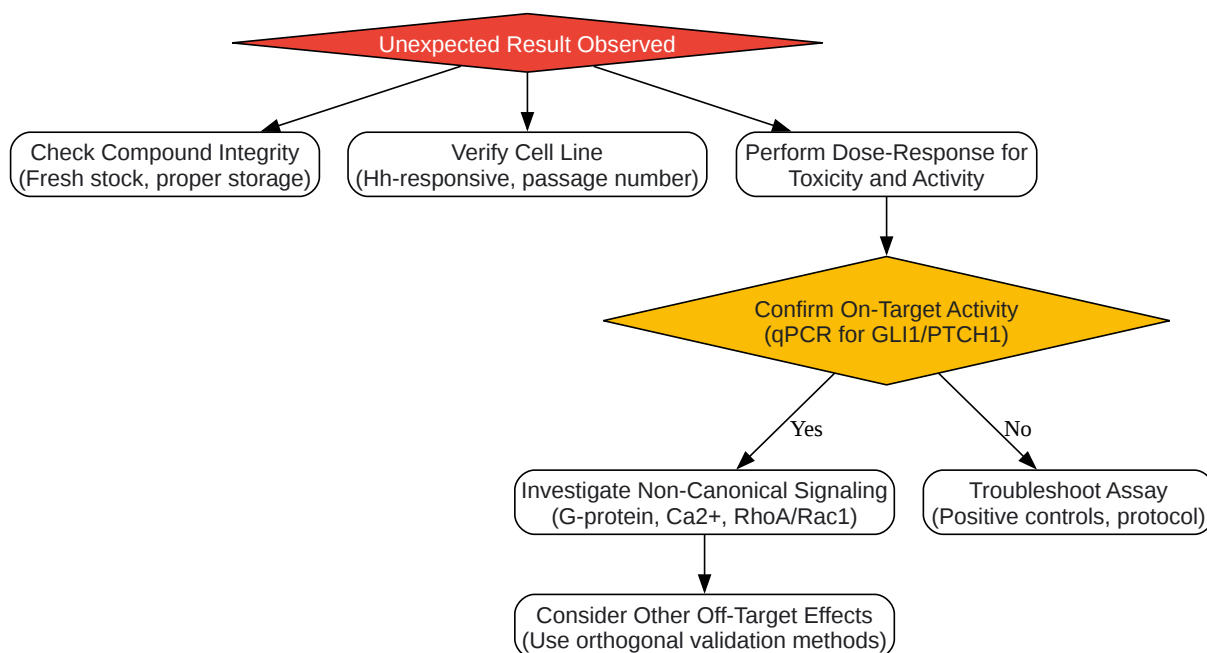 Unexpected Result Observed
Check Compound Integrity
(Fresh stock, proper storage)
Verify Cell Line
(Hh-responsive, passage number)
Perform Dose-Response for
Toxicity and Activity
Confirm On-Target Activity
(qPCR for GLI1/PTCH1)
Yes
No
Investigate Non-Canonical Signaling
(G-protein, Ca2+, RhoA/Rac1)
Troubleshoot Assay
(Positive controls, protocol)
Consider Other Off-Target Effects
(Use orthogonal validation methods)